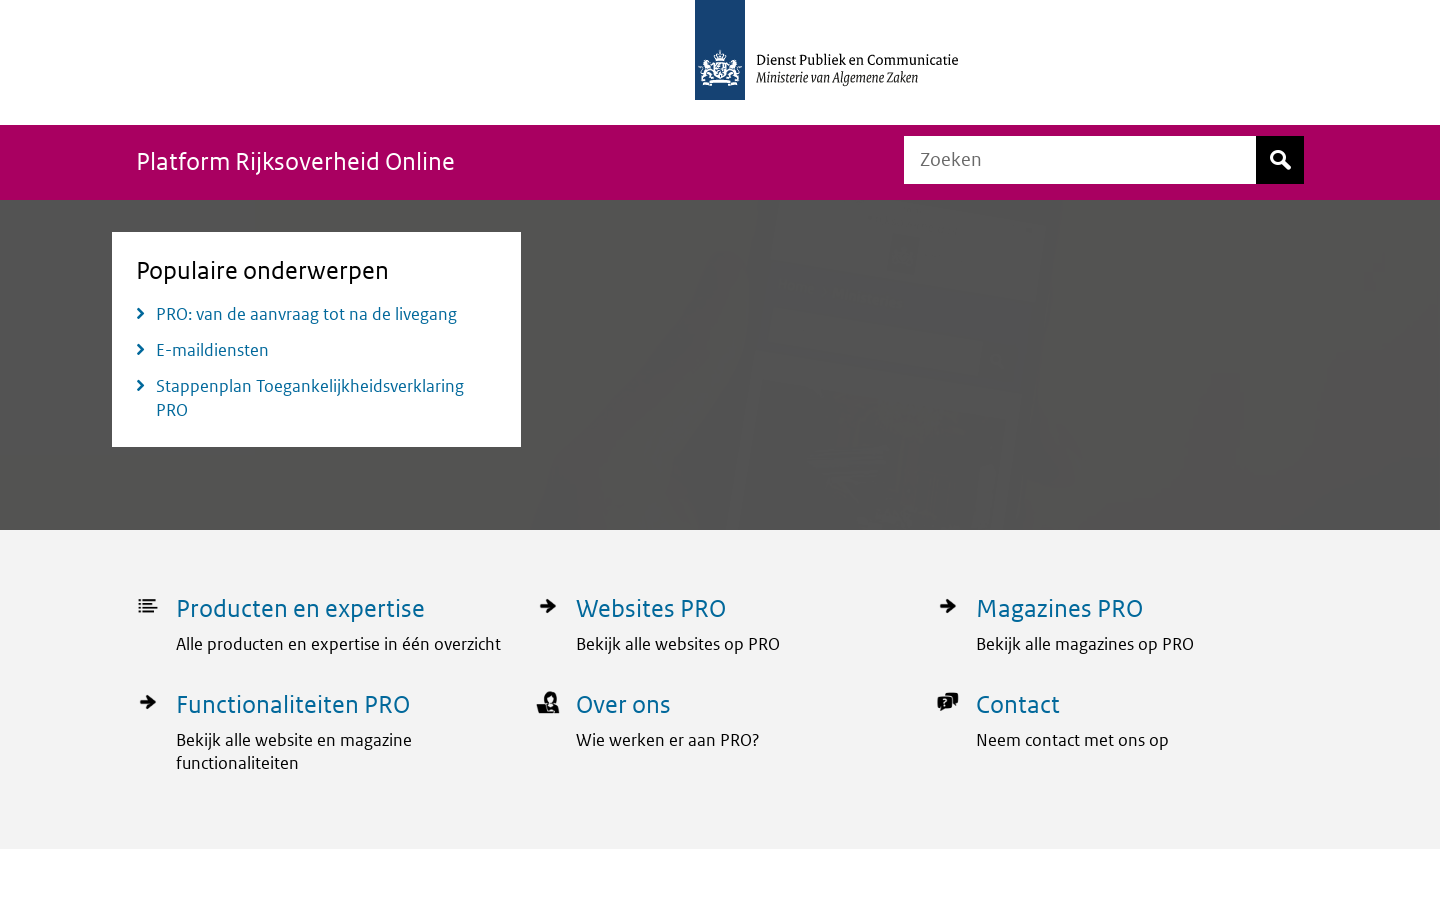 Dienst Publiek en Communicatie
Ministerie van Algemene Zaken
Platform Rijksoverheid Online
Zoeken
Populaire onderwerpen
PRO: van de aanvraag tot na de livegang
E-maildiensten
Stappenplan Toegankelijkheidsverklaring
PRO
Producten en expertise
Alle producten en expertise in één overzicht
Websites PRO
Bekijk alle websites op PRO
Magazines PRO
Bekijk alle magazines op PRO
Functionaliteiten PRO
Bekijk alle website en magazine
functionaliteiten
Over ons
Wie werken er aan PRO?
Contact
Neem contact met ons op